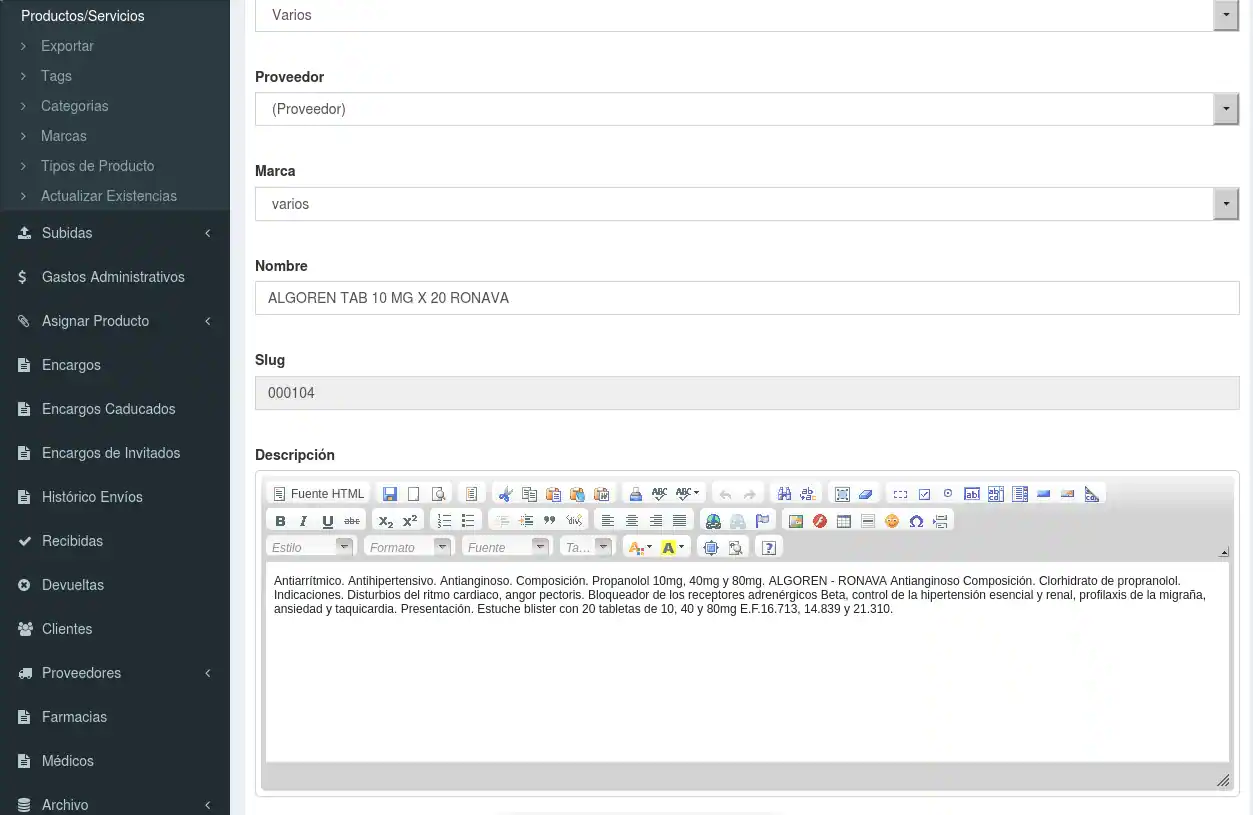 Productos/Servicios
Exportar
Tags
Categorias
Marcas
Tipos de Producto
Actualizar Existencias
Subidas
Gastos Administrativos
Asignar Producto
Encargos
Encargos Caducados
Encargos de Invitados
Histórico Envíos
Recibidas
Devueltas
Clientes
Proveedores
Farmacias
Médicos
Archivo
Varios
Proveedor
(Proveedor)
Marca
varios
Nombre
ALGOREN TAB 10 MG X 20 RONAVA
Slug
000104
Descripción
Fuente HTML
Estilo Formato Fuente Ta...
Antiarrítmico. Antihipertensivo. Antianginoso. Composición. Propanolol 10mg, 40mg y 80mg. ALGOREN - RONAVA Antianginoso Composición. Clorhidrato de propranolol.
Indicaciones. Disturbios del ritmo cardiaco, angor pectoris. Bloqueador de los receptores adrenérgicos Beta, control de la hipertensión esencial y renal, profilaxis de la migraña,
ansiedad y taquicardia. Presentación. Estuche blister con 20 tabletas de 10, 40 y 80mg E.F.16.713, 14.839 y 21.310.